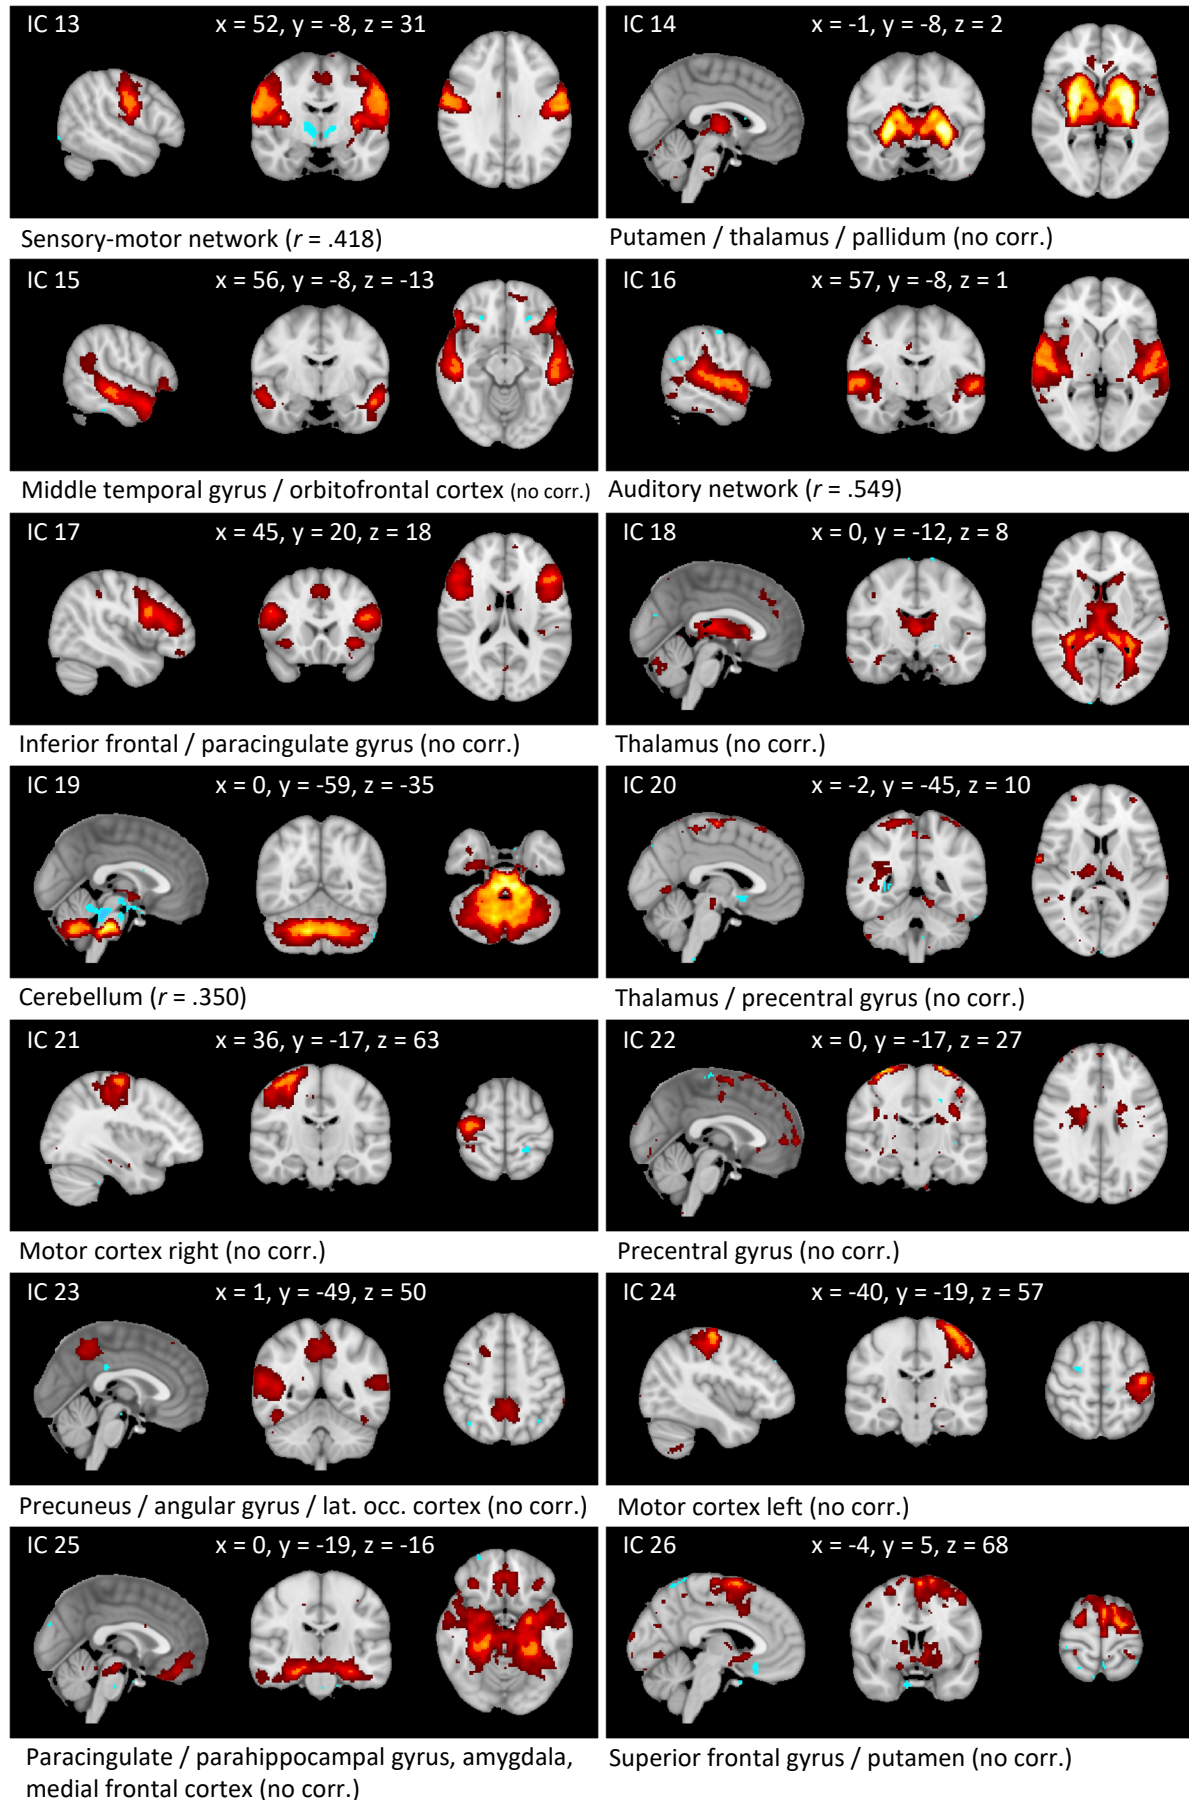 IC 13 x = 52, y = -8, z = 31
IC 14 x = -1, y = -8, z = 2
Sensory-motor network (r = .418)
Putamen / thalamus / pallidum (no corr.)
IC 15 x = 56, y = -8, z = -13
IC 16 x = 57, y = -8, z = 1
Middle temporal gyrus / orbitofrontal cortex (no corr.)
Auditory network (r = .549)
IC 17 x = 45, y = 20, z = 18
IC 18 x = 0, y = -12, z = 8
Inferior frontal / paracingulate gyrus (no corr.)
Thalamus (no corr.)
IC 19 x = 0, y = -59, z = -35
IC 20 x = -2, y = -45, z = 10
Cerebellum (r = .350)
Thalamus / precentral gyrus (no corr.)
IC 21 x = 36, y = -17, z = 63
IC 22 x = 0, y = -17, z = 27
Motor cortex right (no corr.)
Precentral gyrus (no corr.)
IC 23 x = 1, y = -49, z = 50
IC 24 x = -40, y = -19, z = 57
Precuneus / angular gyrus / lat. occ. cortex (no corr.)
Motor cortex left (no corr.)
IC 25 x = 0, y = -19, z = -16
IC 26 x = -4, y = 5, z = 68
Paracingulate / parahippocampal gyrus, amygdala,
medial frontal cortex (no corr.)
Superior frontal gyrus / putamen (no corr.)